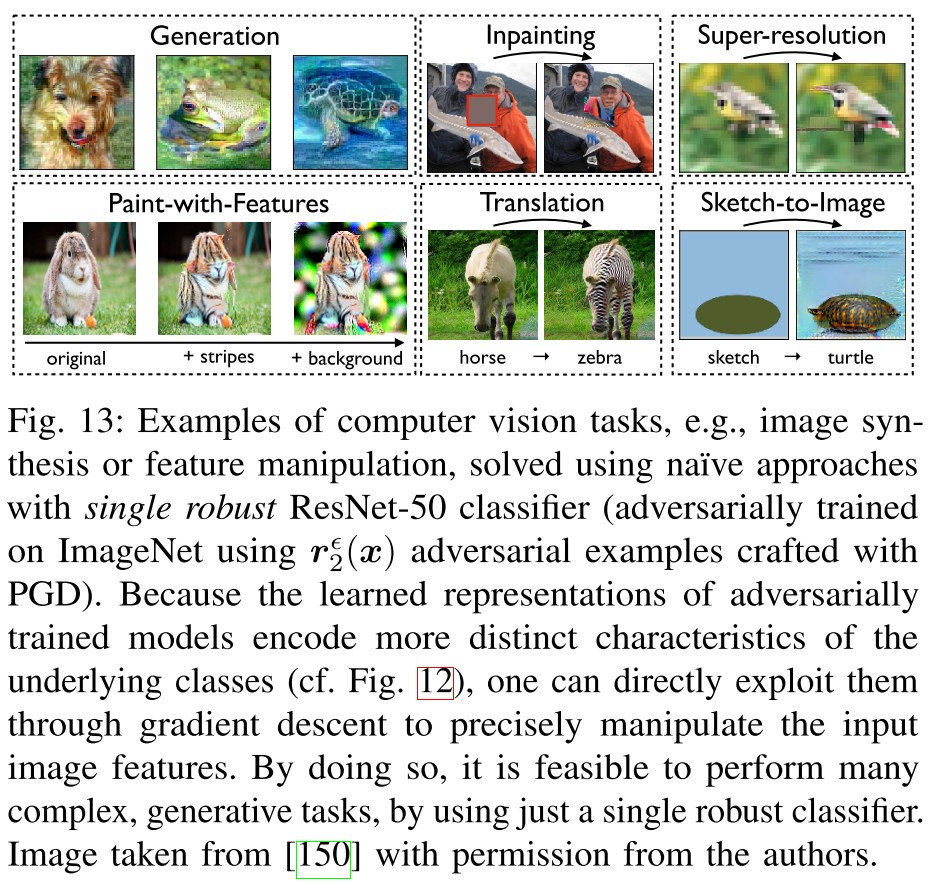 Generation
Inpainting
Super-resolution
Paint-with-Features
original
+ stripes
+ background
Translation
horse → zebra
Sketch-to-Image
sketch → turtle
Fig. 13: Examples of computer vision tasks, e.g., image syn-
thesis or feature manipulation, solved using naïve approaches
with single robust ResNet-50 classifier (adversarially trained
on ImageNet using r₂^ϵ(x) adversarial examples crafted with
PGD). Because the learned representations of adversarially
trained models encode more distinct characteristics of the
underlying classes (cf. Fig. 12), one can directly exploit them
through gradient descent to precisely manipulate the input
image features. By doing so, it is feasible to perform many
complex, generative tasks, by using just a single robust classifier.
Image taken from [150] with permission from the authors.